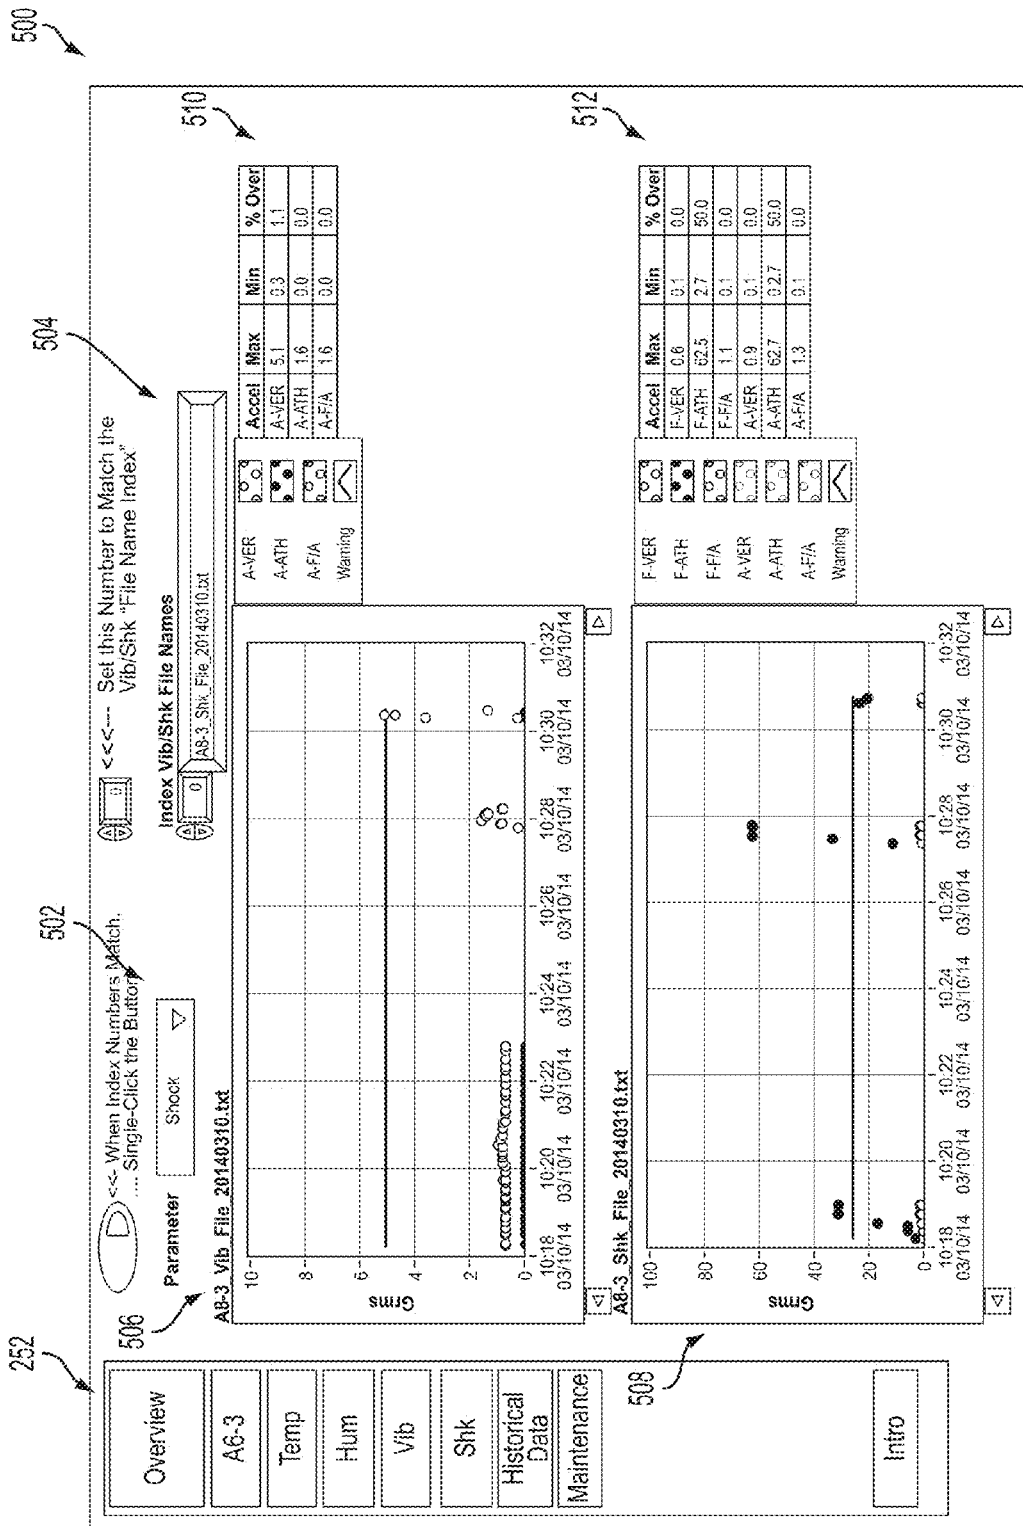 500
252
Overview
A6-3
Temp
Hum
Vib
Shk
Historical
Data
Maintenance
Intro
<<- When Index Numbers Match,
.... Single-Click the Button
502
0
<<<--- Set this Number to Match the
Vib/Shk "File Name Index"
504
Parameter
Shock
Index Vib/Shk File Names
0
A8-3_Shk_File_20140310.txt
506
A8-3_Vib_File_20140310.txt
510
Grms
10
8
6
4
2
0
10:18 10:20 10:22 10:24 10:26 10:28 10:30 10:32
03/10/14 03/10/14 03/10/14 03/10/14 03/10/14 03/10/14 03/10/14 03/10/14
A-VER
A-ATH
A-F/A
Warning
Accel Max Min % Over
A-VER 5.1 0.3 1.1
A-ATH 1.6 0.0 0.0
A-F/A 1.6 0.0 0.0
508
A8-3_Shk_File_20140310.txt
512
Grms
100
80
60
40
20
0
10:18 10:20 10:22 10:24 10:26 10:28 10:30 10:32
03/10/14 03/10/14 03/10/14 03/10/14 03/10/14 03/10/14 03/10/14 03/10/14
F-VER
F-ATH
F-F/A
A-VER
A-ATH
A-F/A
Warning
Accel Max Min % Over
F-VER 0.6 0.1 0.0
F-ATH 62.5 2.7 50.0
F-F/A 1.1 0.1 0.0
A-VER 0.9 0.1 0.0
A-ATH 62.7 0.2.7 50.0
A-F/A 1.3 0.1 0.0